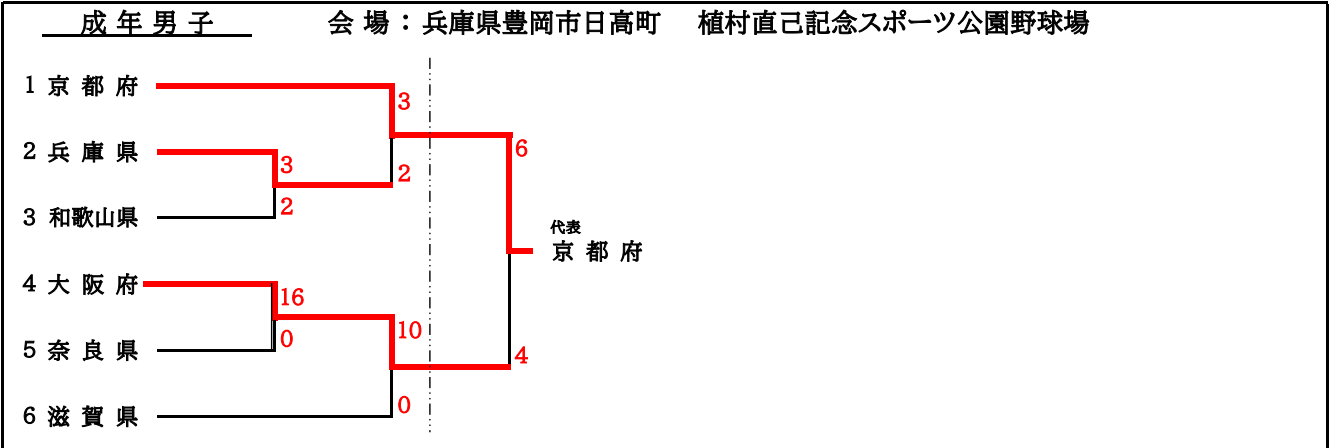 成年男子 会場：兵庫県豊岡市日高町 植村直己記念スポーツ公園野球場
1 京都府
3
6
2 兵庫県
3
2
2
3 和歌山県
代表
京都府
4 大阪府
16
10
0
4
5 奈良県
0
6 滋賀県